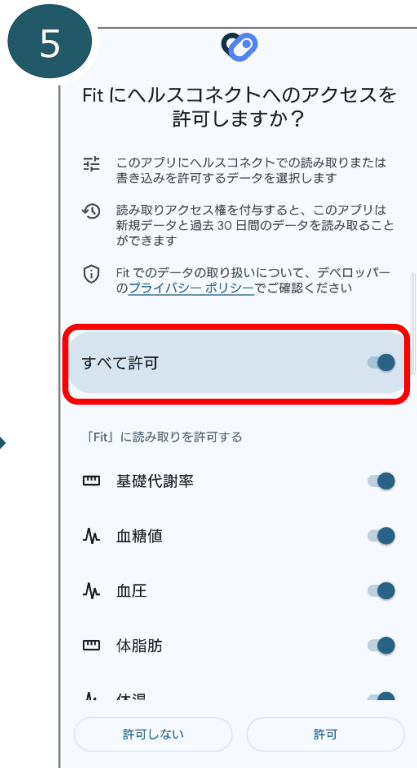 5
Fit にヘルスコネクトへのアクセスを
許可しますか？
このアプリにヘルスコネクトでの読み取りまたは
書き込みを許可するデータを選択します
読み取りアクセス権を付与すると、このアプリは
新規データと過去 30 日間のデータを読み取ること
ができます
Fit でのデータの取り扱いについて、デベロッパー
のプライバシー ポリシーでご確認ください
すべて許可
「Fit」に読み取りを許可する
基礎代謝率
血糖値
血圧
体脂肪
体温
許可しない
許可